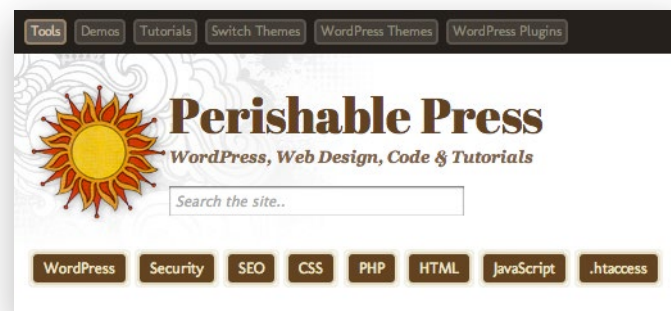 Tools Demos Tutorials Switch Themes WordPress Themes WordPress Plugins
Perishable Press
WordPress, Web Design, Code & Tutorials
Search the site..
WordPress Security SEO CSS PHP HTML JavaScript .htaccess